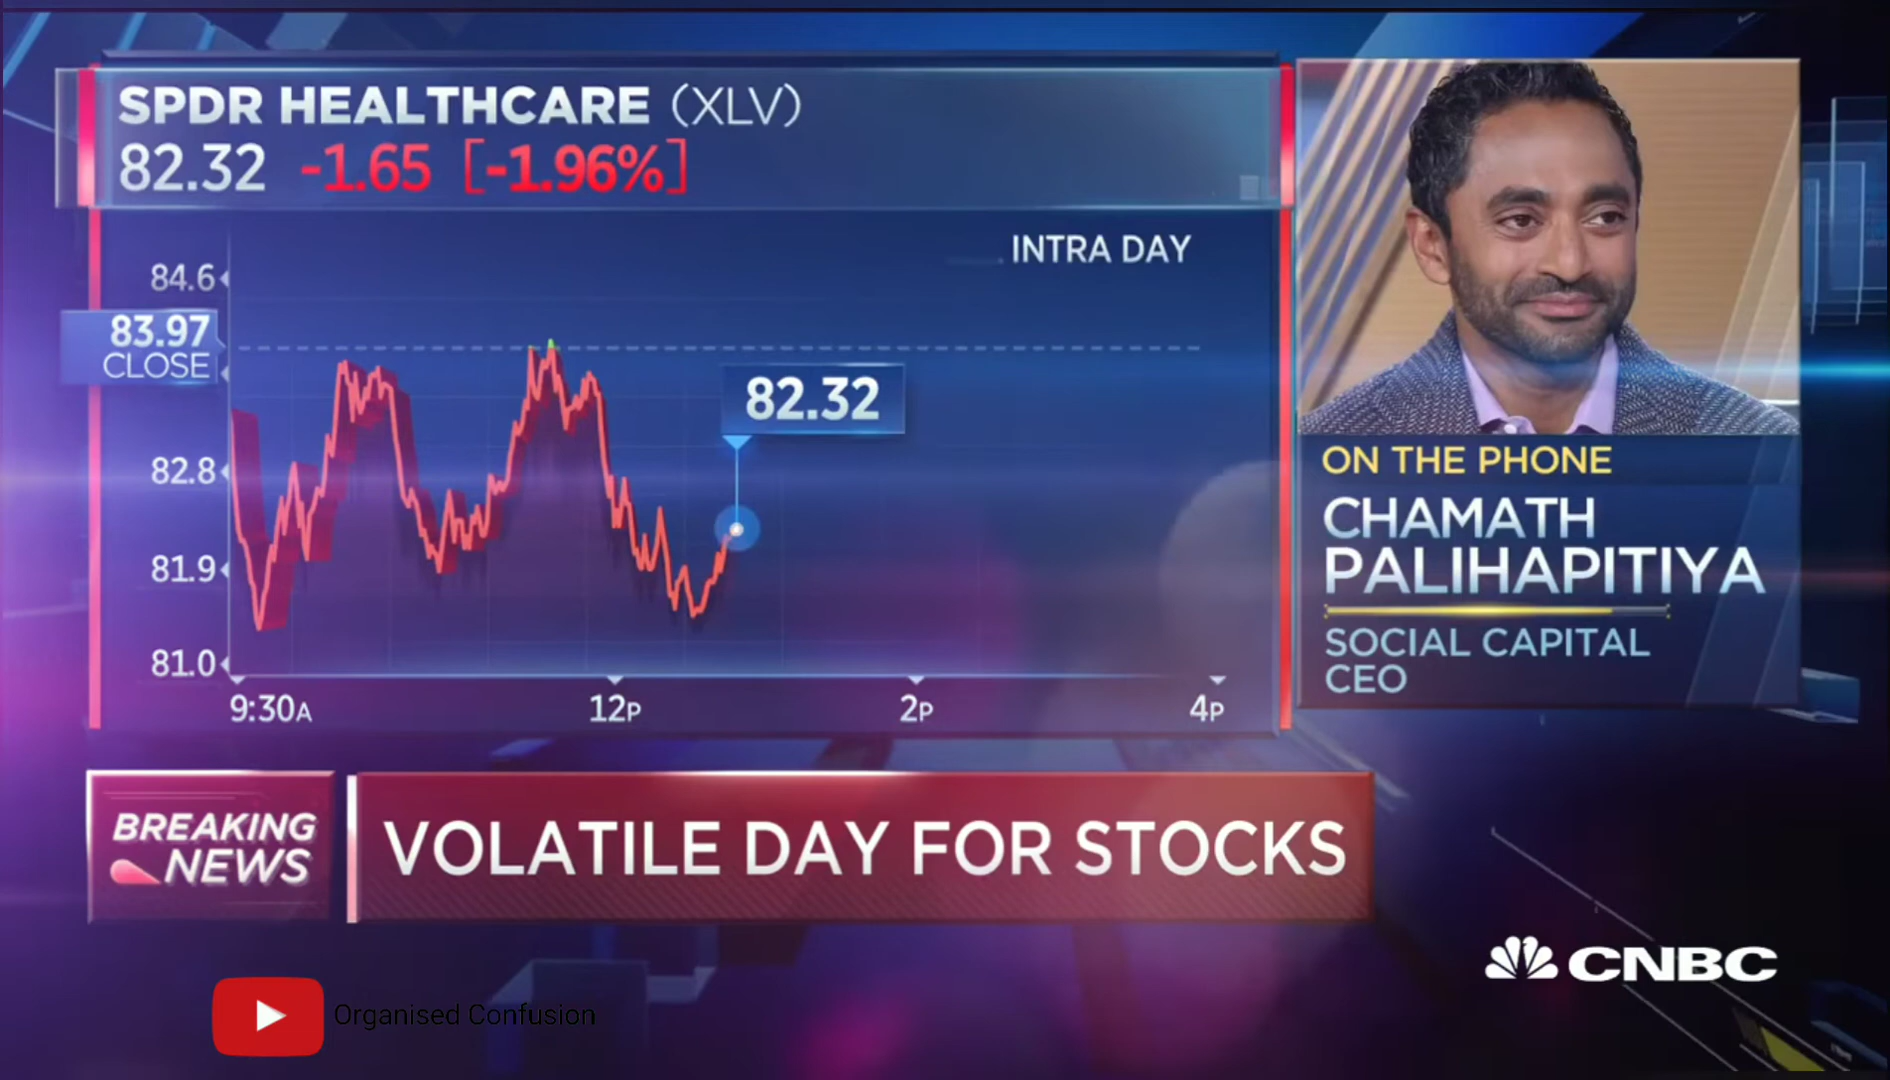 SPDR HEALTHCARE (XLV)
82.32 -1.65 [-1.96%]
INTRA DAY
84.6
83.97
CLOSE
82.32
82.8
81.9
81.0
9:30A 12P 2P 4P
ON THE PHONE
CHAMATH
PALIHAPITIYA
SOCIAL CAPITAL
CEO
BREAKING
NEWS
VOLATILE DAY FOR STOCKS
CNBC
Organised Confusion